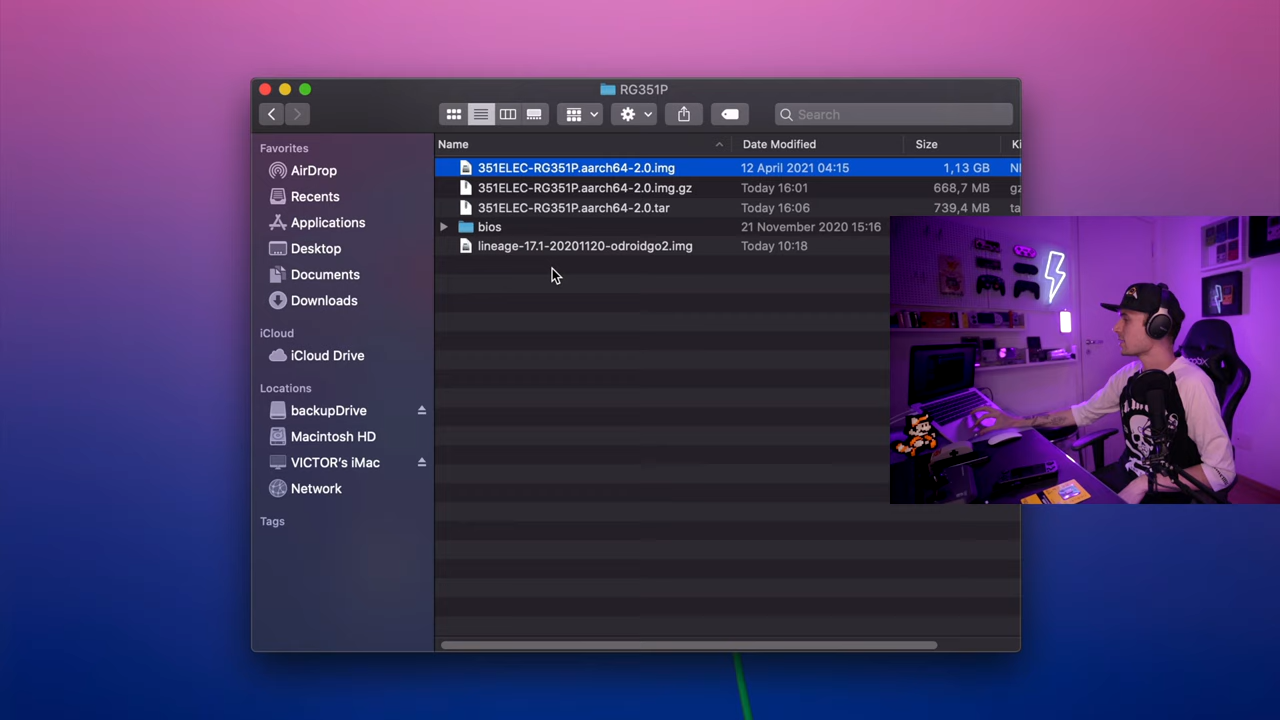 RG351P
Search
Favorites
AirDrop
Recents
Applications
Desktop
Documents
Downloads
iCloud
iCloud Drive
Locations
backupDrive
Macintosh HD
VICTOR's iMac
Network
Tags
Name Date Modified Size Ki
351ELEC-RG351P.aarch64-2.0.img 12 April 2021 04:15 1,13 GB NI
351ELEC-RG351P.aarch64-2.0.img.gz Today 16:01 668,7 MB gz
351ELEC-RG351P.aarch64-2.0.tar Today 16:06 739,4 MB ta
bios 21 November 2020 15:16
lineage-17.1-20201120-odroidgo2.img Today 10:18